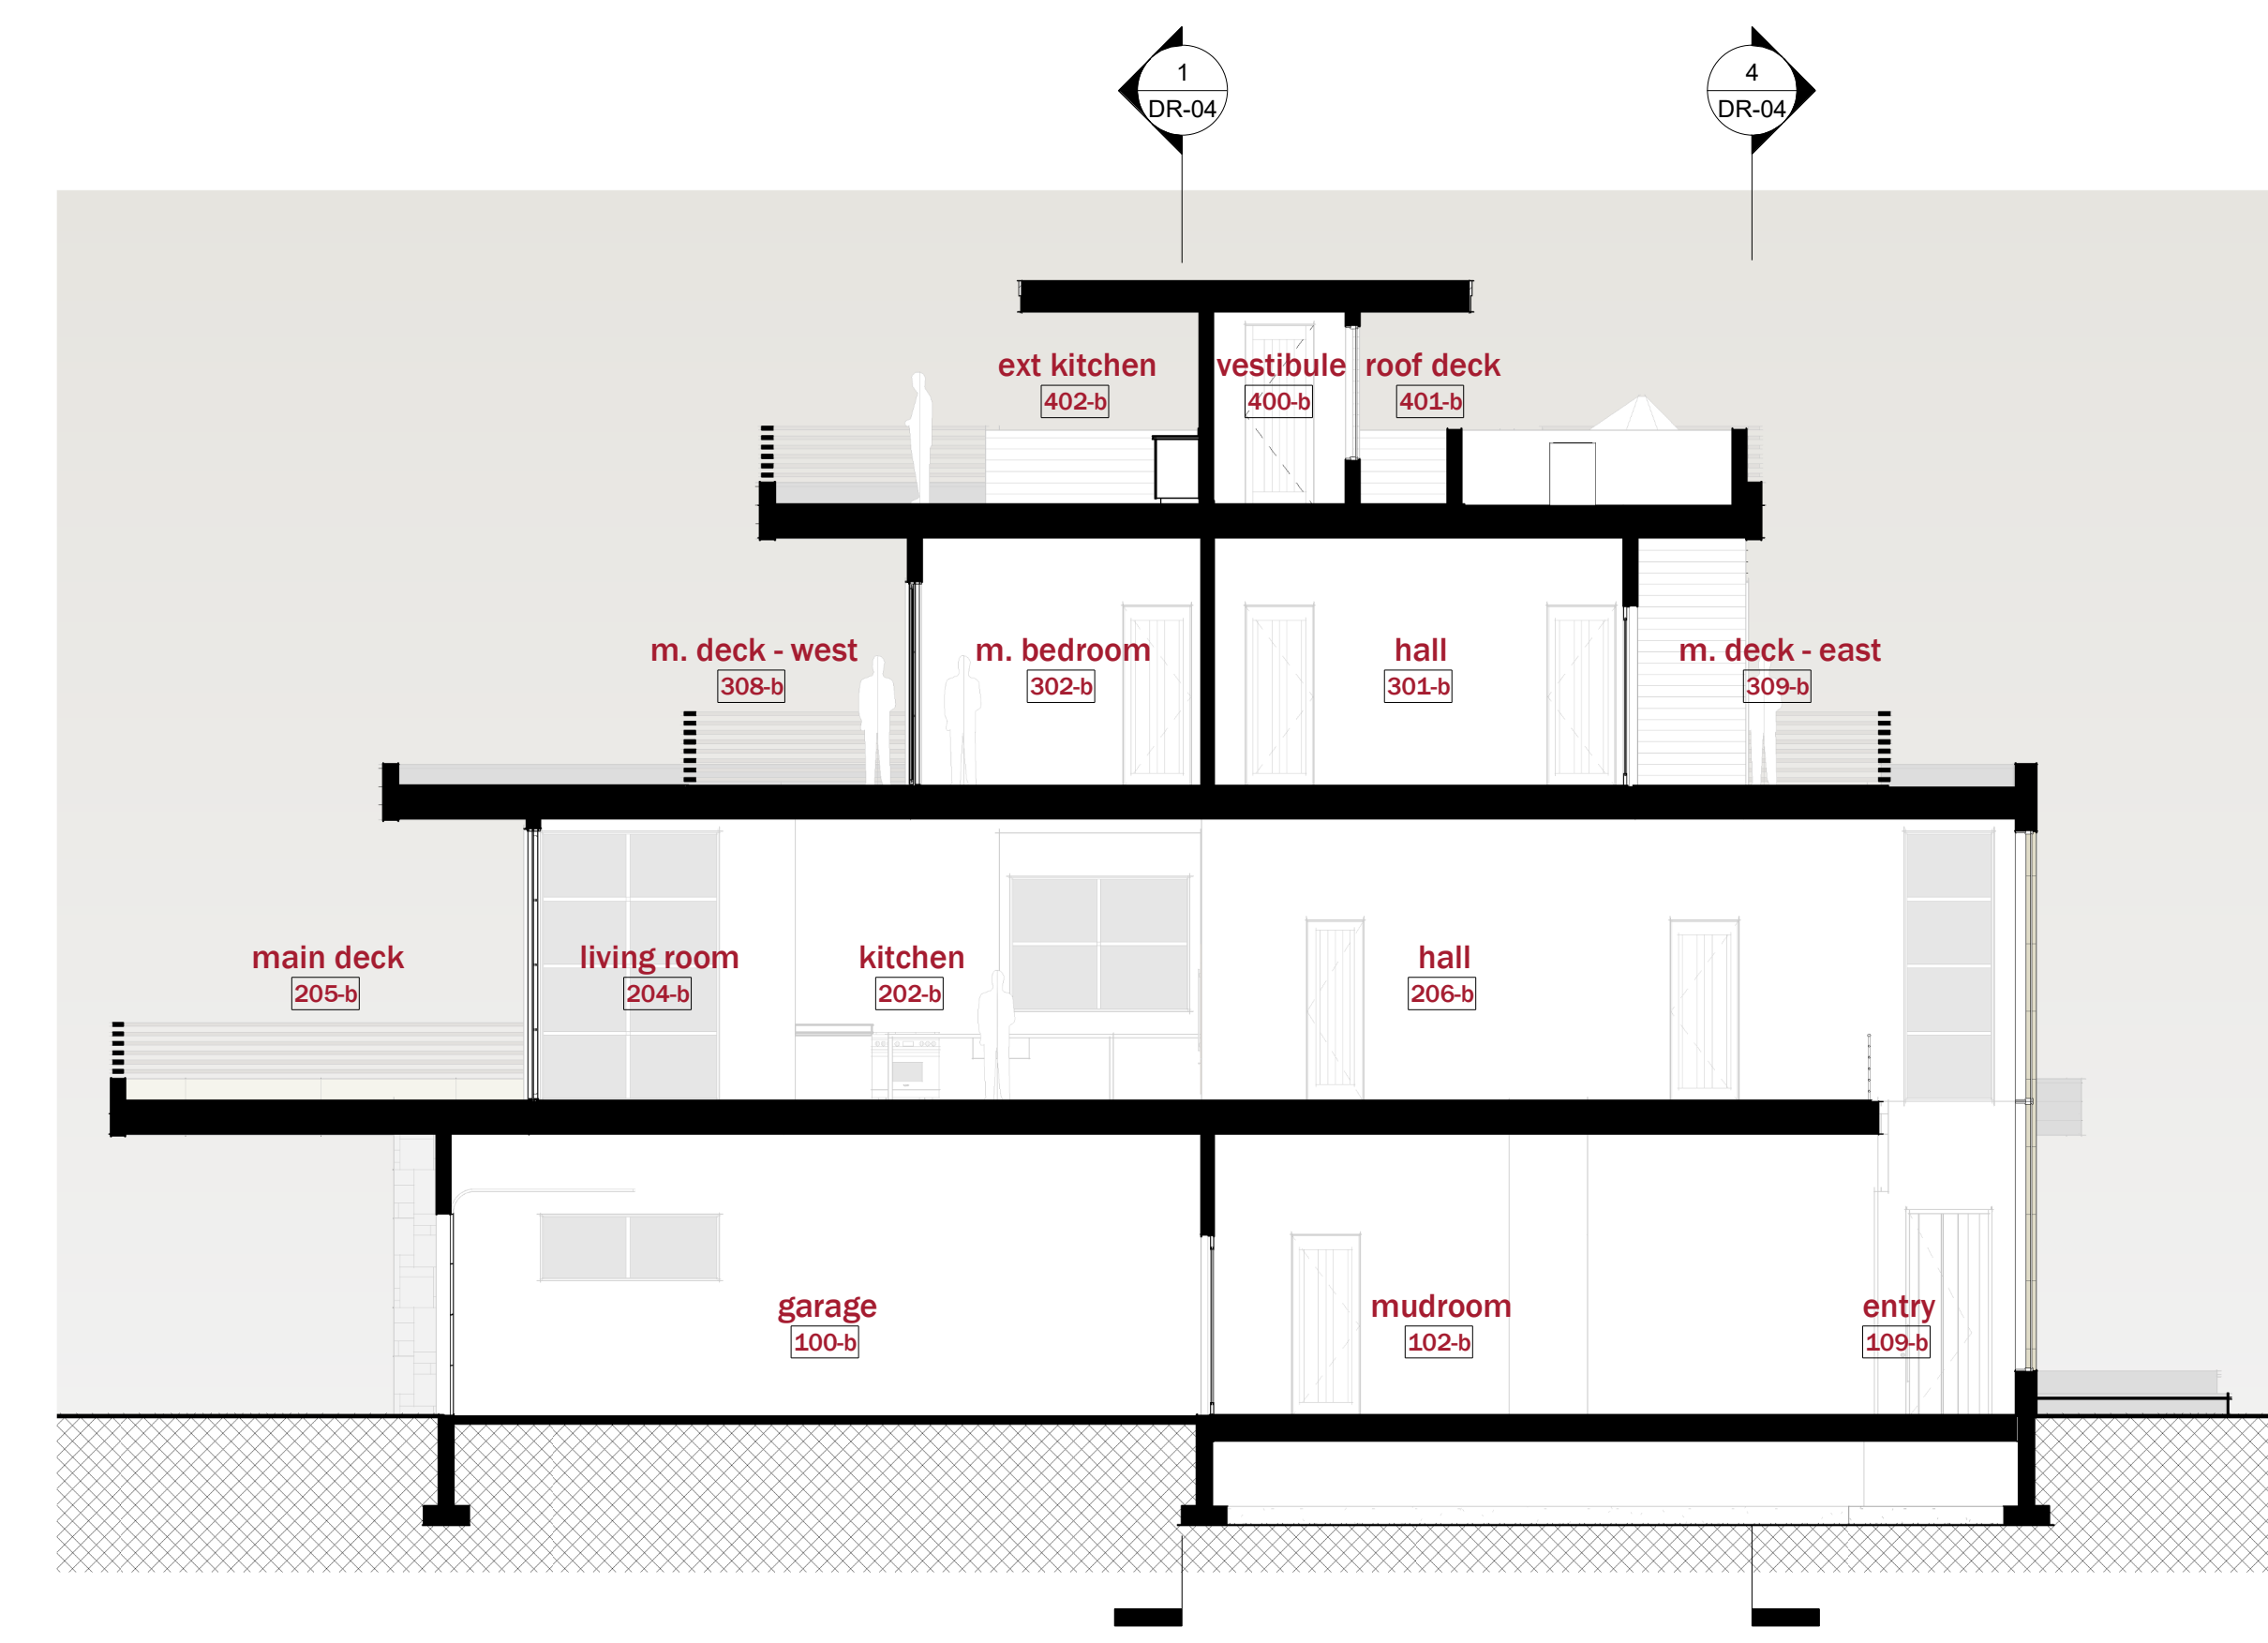 1
DR-04
4
DR-04
ext kitchen
402-b
vestibule
400-b
roof deck
401-b
m. deck - west
308-b
m. bedroom
302-b
hall
301-b
m. deck - east
309-b
main deck
205-b
living room
204-b
kitchen
202-b
hall
206-b
garage
100-b
mudroom
102-b
entry
109-b